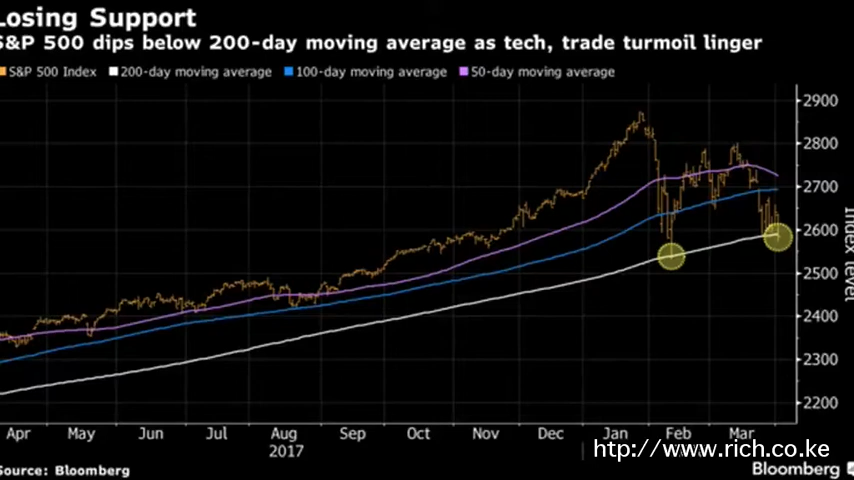 Losing Support
S&P 500 dips below 200-day moving average as tech, trade turmoil linger
S&P 500 Index 200-day moving average 100-day moving average 50-day moving average
2900
2800
2700
2600
2500
2400
2300
2200
Index level
Apr May Jun Jul Aug Sep Oct Nov Dec Jan Feb Mar
2017
http://www.rich.co.ke
Source: Bloomberg
Bloomberg